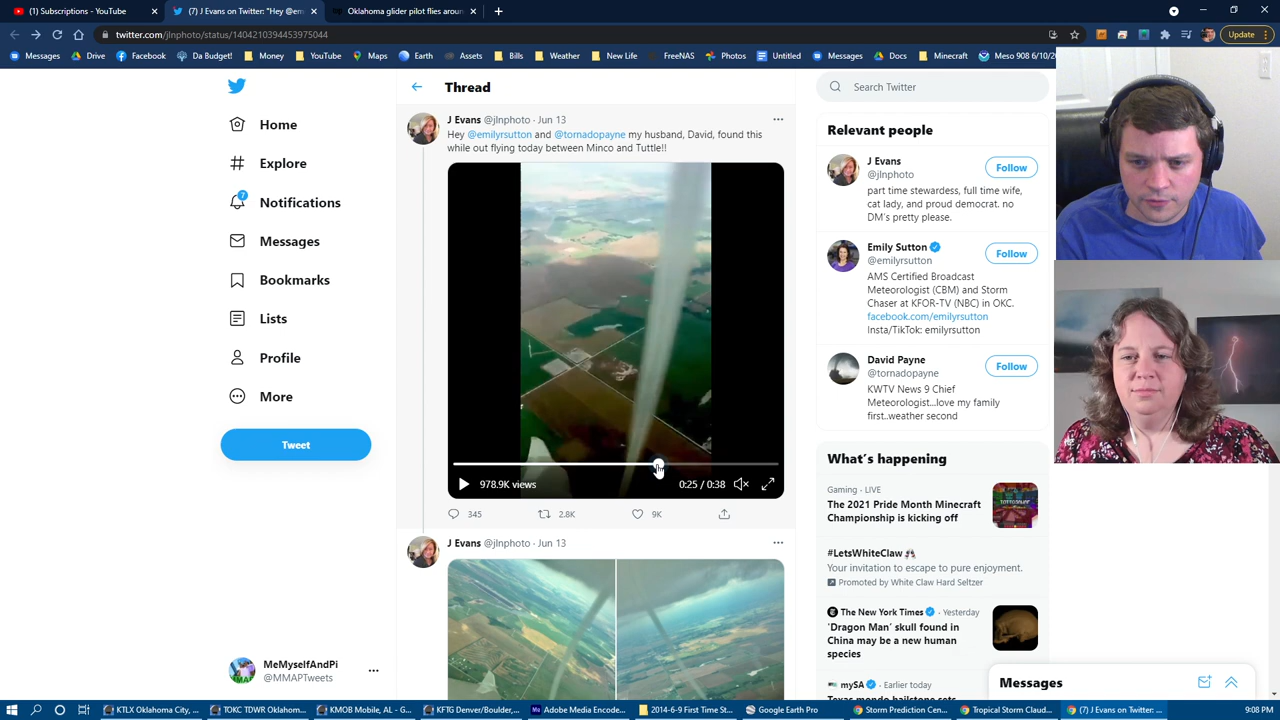 (1) Subscriptions - YouTube
(7) J Evans on Twitter: "Hey @em
Oklahoma glider pilot flies aroun
twitter.com/jlnphoto/status/1404210394453975044
Update
Messages
Drive
Facebook
Da Budget!
Money
YouTube
Maps
Earth
Assets
Bills
Weather
New Life
FreeNAS
Photos
Untitled
Messages
Docs
Minecraft
Meso 908 6/10/20
Home
Explore
7
Notifications
Messages
Bookmarks
Lists
Profile
More
Tweet
MeMyselfAndPi
@MMAPTweets
Thread
J Evans @jlnphoto · Jun 13
Hey @emilyrsutton and @tornadopayne my husband, David, found this
while out flying today between Minco and Tuttle!!
978.9K views
0:25 / 0:38
345
2.8K
9K
J Evans @jlnphoto · Jun 13
Search Twitter
Relevant people
J Evans
@jlnphoto
Follow
part time stewardess, full time wife,
cat lady, and proud democrat. no
DM's pretty please.
Emily Sutton
@emilyrsutton
Follow
AMS Certified Broadcast
Meteorologist (CBM) and Storm
Chaser at KFOR-TV (NBC) in OKC.
facebook.com/emilyrsutton
Insta/TikTok: emilyrsutton
David Payne
@tornadopayne
Follow
KWTV News 9 Chief
Meteorologist...love my family
first..weather second
What's happening
Gaming · LIVE
The 2021 Pride Month Minecraft
Championship is kicking off
#LetsWhiteClaw
Your invitation to escape to pure enjoyment.
Promoted by White Claw Hard Seltzer
The New York Times · Yesterday
'Dragon Man' skull found in
China may be a new human
species
mySA · Earlier today
Messages
KTLX Oklahoma City, ...
TOKC TDWR Oklahom...
KMOB Mobile, AL - G...
KFTG Denver/Boulder,...
Adobe Media Encode...
2014-6-9 First Time St...
Google Earth Pro
Storm Prediction Cen...
Tropical Storm Claud...
(7) J Evans on Twitter: ...
9:08 PM